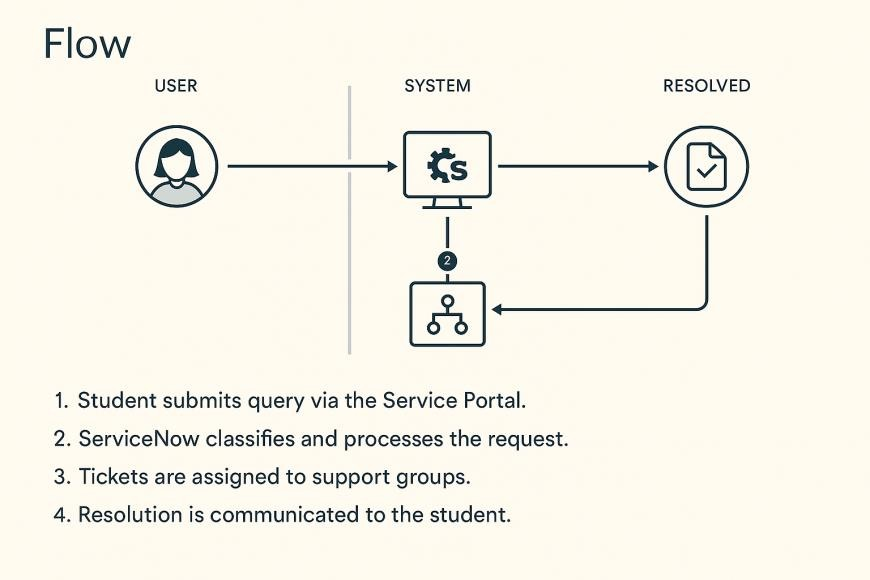 Flow
USER
SYSTEM
RESOLVED
s
2
1. Student submits query via the Service Portal.
2. ServiceNow classifies and processes the request.
3. Tickets are assigned to support groups.
4. Resolution is communicated to the student.